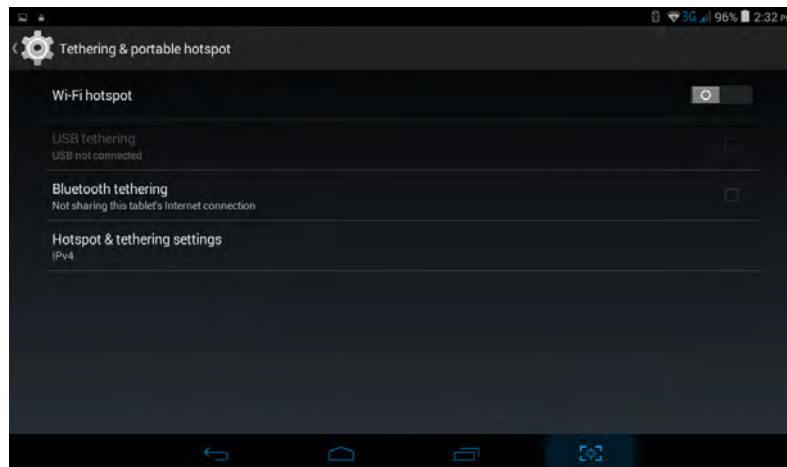 3G 96% 2:32 PM
Tethering & portable hotspot
Wi-Fi hotspot
USB tethering
USB not connected
Bluetooth tethering
Not sharing this tablet's Internet connection
Hotspot & tethering settings
IPv4